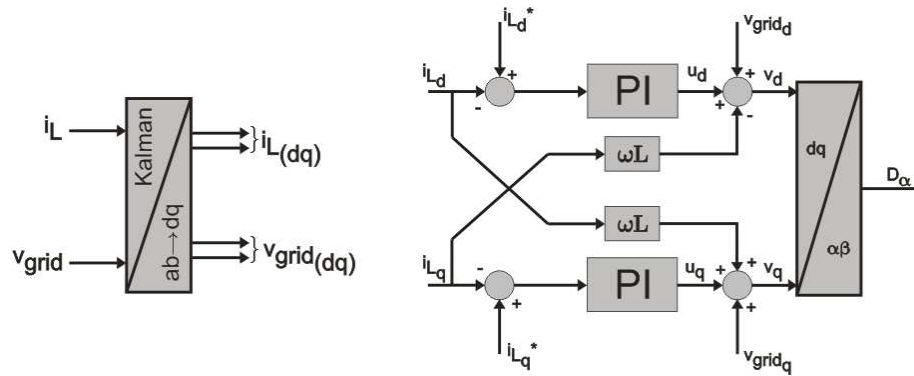 iL
vgrid
Kalman
ab→dq
}iL(dq)
}vgrid(dq)
iLd*
vgridd
iLd
+
-
PI
ud
+
+
-
vd
ωL
dq
Dα
ωL
αβ
iLq
-
+
PI
uq
+
+
+
vq
iLq*
vgridq